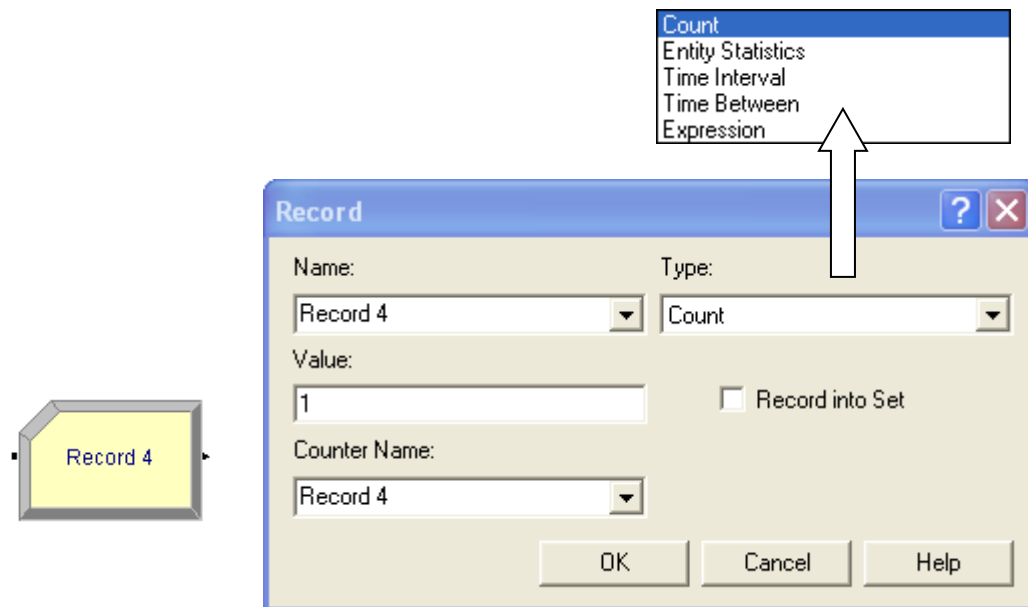 Count
Entity Statistics
Time Interval
Time Between
Expression
Record
?
Name:
Type:
Record 4
Count
Value:
1
Record into Set
Record 4
Counter Name:
Record 4
OK
Cancel
Help